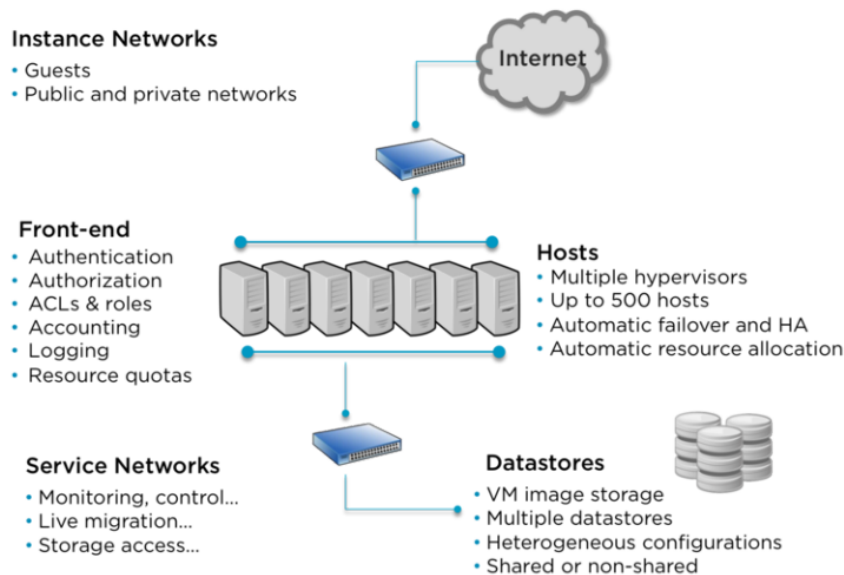 Instance Networks
• Guests
• Public and private networks
Internet
Front-end
• Authentication
• Authorization
• ACLs & roles
• Accounting
• Logging
• Resource quotas
Hosts
• Multiple hypervisors
• Up to 500 hosts
• Automatic failover and HA
• Automatic resource allocation
Service Networks
• Monitoring, control...
• Live migration...
• Storage access...
Datastores
• VM image storage
• Multiple datastores
• Heterogeneous configurations
• Shared or non-shared